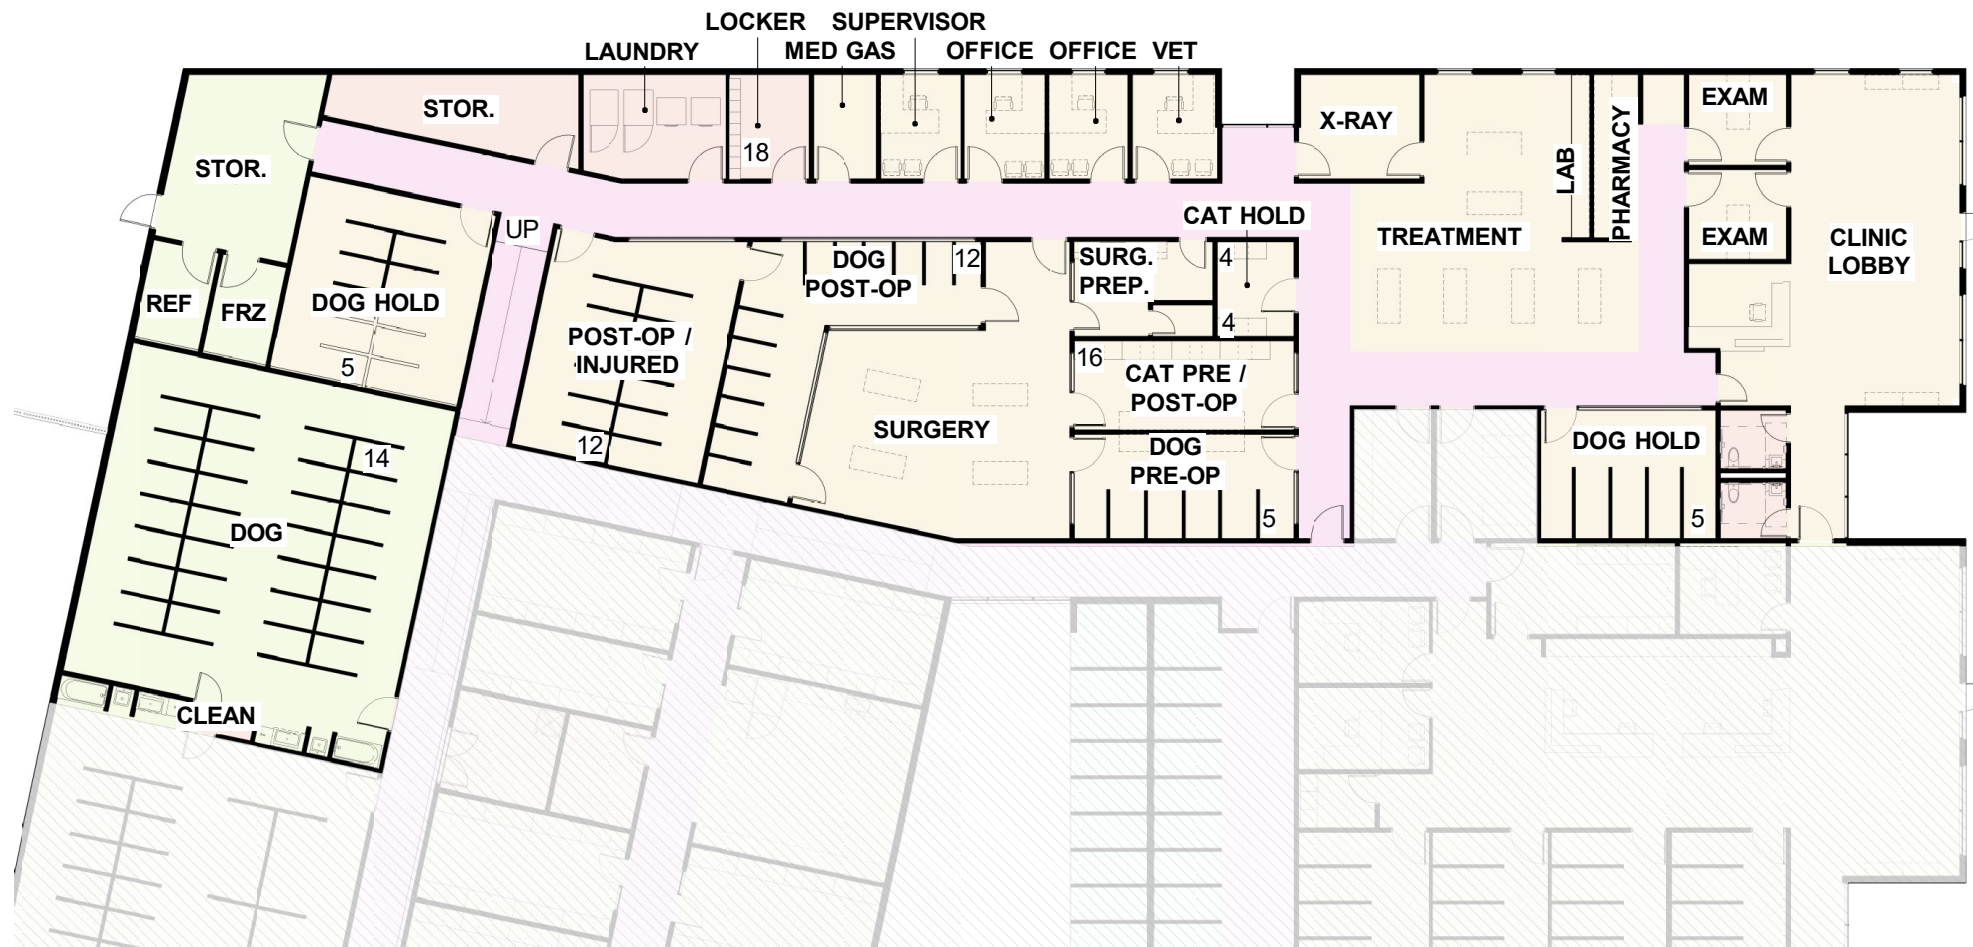 LOCKER
SUPERVISOR
LAUNDRY
MED GAS
OFFICE
OFFICE
VET
STOR.
18
X-RAY
EXAM
LAB
PHARMACY
STOR.
CAT HOLD
UP
TREATMENT
EXAM
CLINIC
LOBBY
DOG
POST-OP
12
SURG.
PREP.
4
4
REF
FRZ
DOG HOLD
5
POST-OP /
INJURED
12
16
CAT PRE /
POST-OP
SURGERY
DOG HOLD
5
DOG
PRE-OP
5
14
DOG
CLEAN